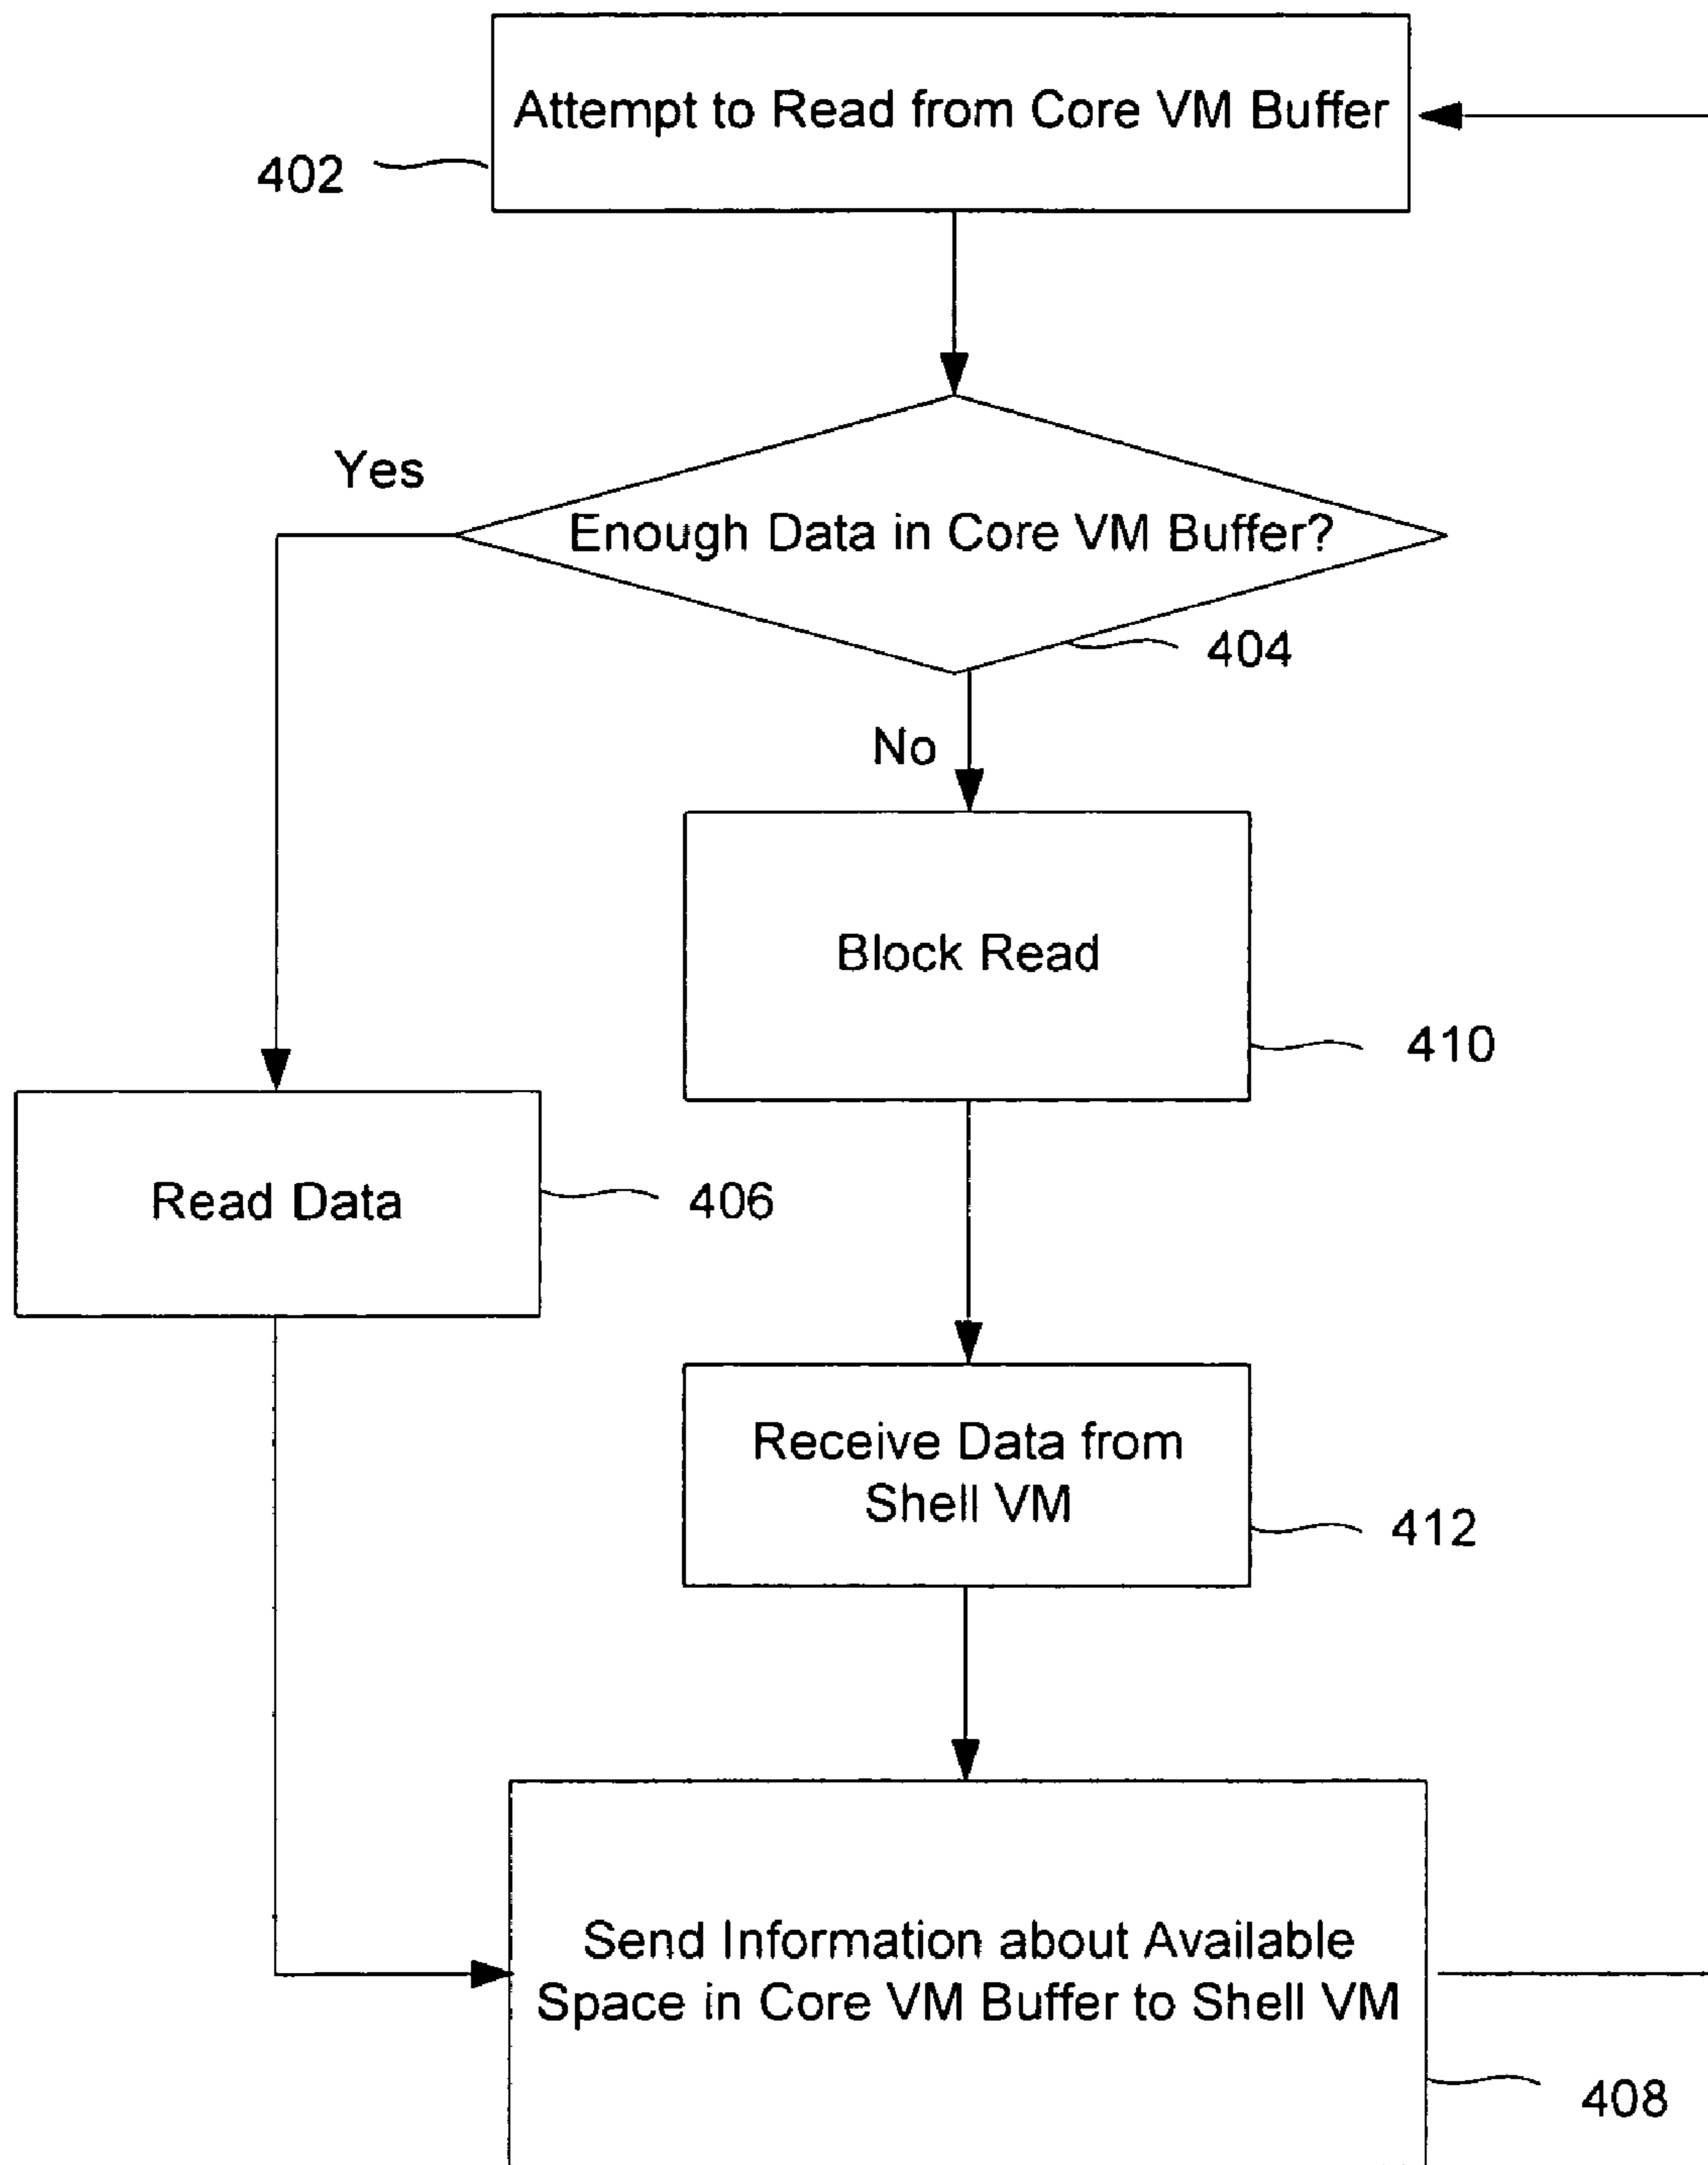 Attempt to Read from Core VM Buffer
402
Yes
Enough Data in Core VM Buffer?
404
No
Block Read
410
Read Data
406
Receive Data from
Shell VM
412
Send Information about Available
Space in Core VM Buffer to Shell VM
408